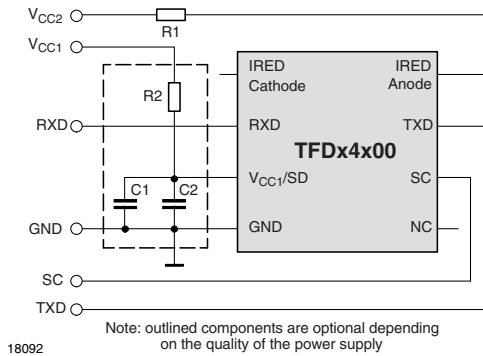 VCC2
R1
VCC1
IRED
Cathode
IRED
Anode
R2
RXD
RXD
TXD
TFDx4x00
C1
C2
VCC1/SD
SC
GND
GND
NC
SC
TXD
Note: outlined components are optional depending
on the quality of the power supply
18092